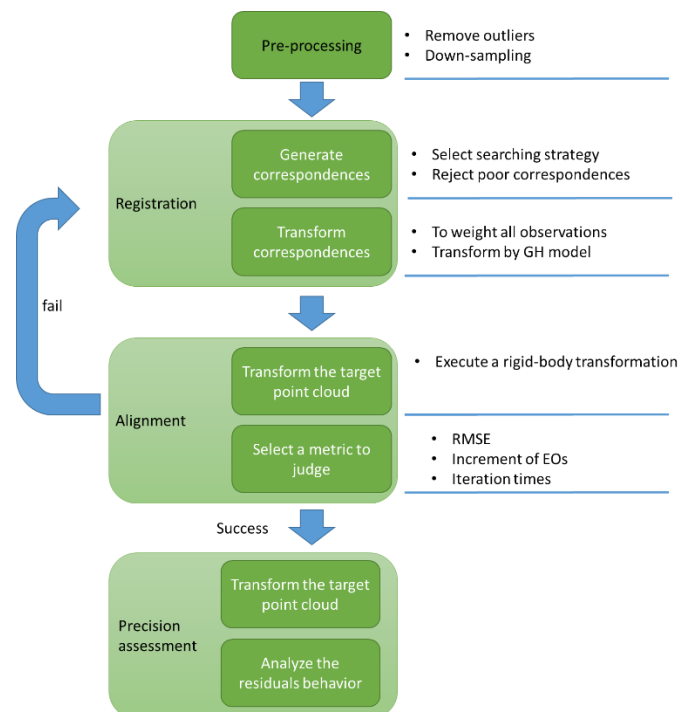 Pre-processing
• Remove outliers
• Down-sampling
Registration
Generate
correspondences
• Select searching strategy
• Reject poor correspondences
Transform
correspondences
• To weight all observations
• Transform by GH model
fail
Alignment
Transform the target
point cloud
• Execute a rigid-body transformation
Select a metric to
judge
• RMSE
• Increment of EOs
• Iteration times
Success
Precision
assessment
Transform the target
point cloud
Analyze the
residuals behavior